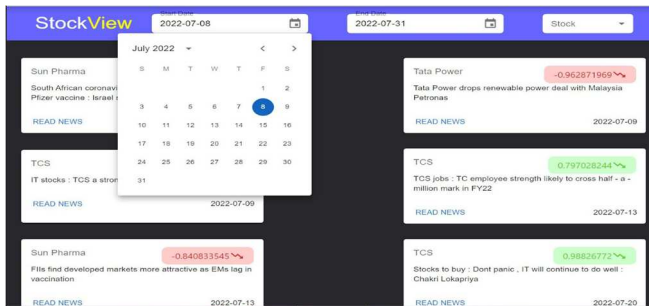 StockView
Start Date
2022-07-08
End Date
2022-07-31
Stock
July 2022
S M T W T F S
1 2
3 4 5 6 7 8 9
10 11 12 13 14 15 16
17 18 19 20 21 22 23
24 25 26 27 28 29 30
31
Sun Pharma
South African coronavi
Pfizer vaccine : Israel
READ NEWS
Tata Power
-0.962871969
Tata Power drops renewable power deal with Malaysia
Petronas
READ NEWS 2022-07-09
TCS
IT stocks : TCS a stron
READ NEWS 2022-07-09
TCS
0.797028244
TCS jobs : TC employee strength likely to cross half - a -
million mark in FY22
READ NEWS 2022-07-13
Sun Pharma
-0.840833545
FIIs find developed markets more attractive as EMs lag in
vaccination
READ NEWS 2022-07-13
TCS
0.98826772
Stocks to buy : Dont panic , IT will continue to do well :
Chakri Lokapriya
READ NEWS 2022-07-20